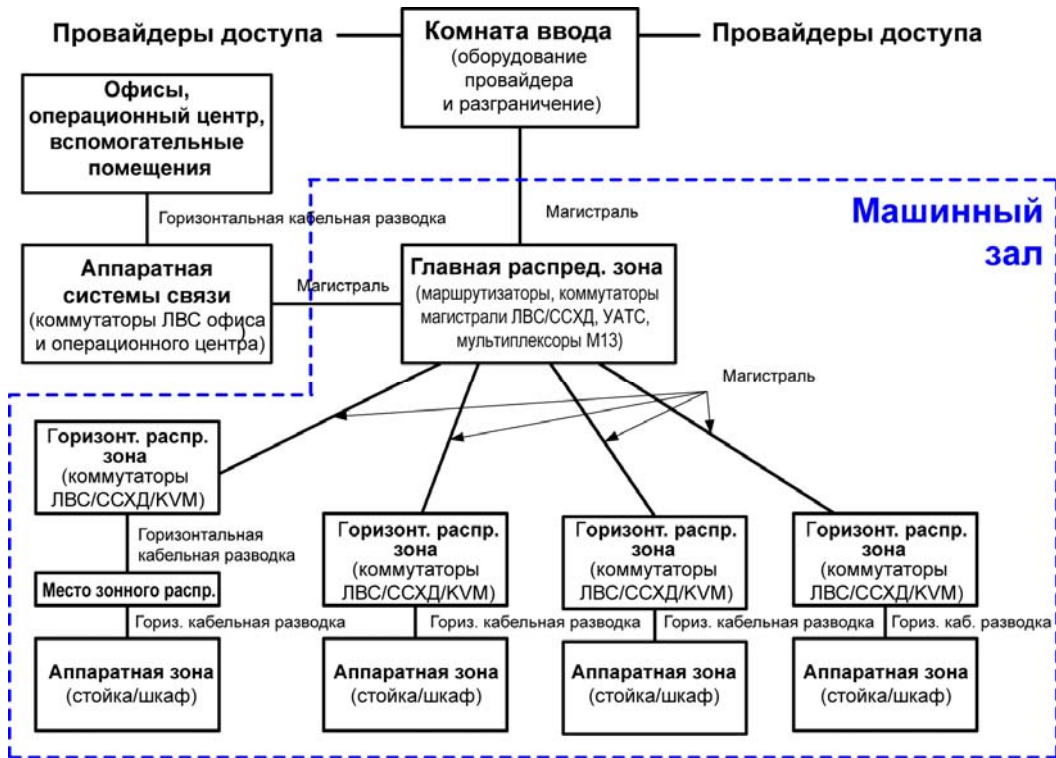 Провайдеры доступа
Комната ввода
(оборудование
провайдера
и разграничение)
Провайдеры доступа
Офисы,
операционный центр,
вспомогательные
помещения
Горизонтальная кабельная разводка
Магистраль
Машинный
зал
Аппаратная
системы связи
(коммутаторы ЛВС офиса
и операционного центра)
)
Магистраль
Главная распред. зона
(маршрутизаторы, коммутаторы
магистрали ЛВС/ССХД, УАТС,
мультиплексоры М13)
Магистраль
Горизонт. распр.
зона
(коммутаторы
ЛВС/ССХД/KVM)
Горизонтальная
кабельная разводка
Место зонного распр.
Гориз. кабельная разводка
Аппаратная зона
(стойка/шкаф)
Горизонт. распр.
зона
(коммутаторы
ЛВС/ССХД/KVM)
Гориз. кабельная разводка
Аппаратная зона
(стойка/шкаф)
Горизонт. распр.
зона
(коммутаторы
ЛВС/ССХД/KVM)
Гориз. кабельная разводка
Аппаратная зона
(стойка/шкаф)
Горизонт. распр.
зона
(коммутаторы
ЛВС/ССХД/KVM)
Гориз. каб. разводка
Аппаратная зона
(стойка/шкаф)